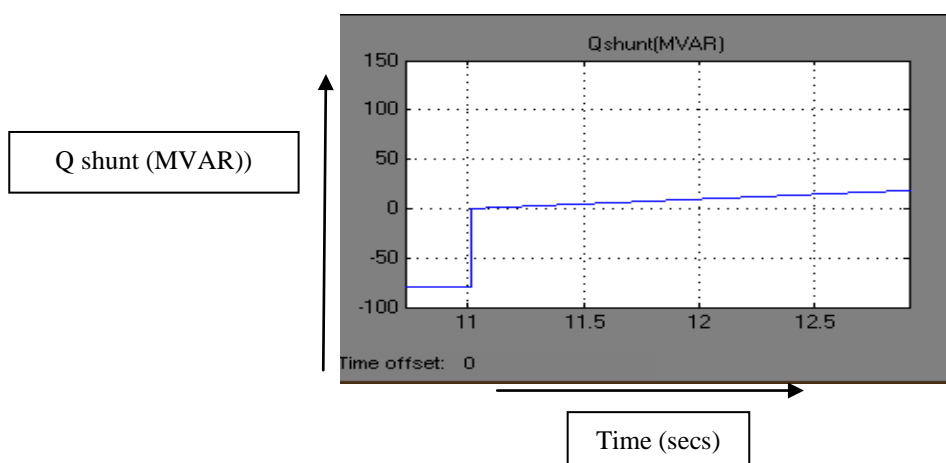 Qshunt(MVAR)
150
100
50
0
-50
-100
11
11.5
12
12.5
Time offset: 0
Q shunt (MVAR))
Time (secs)